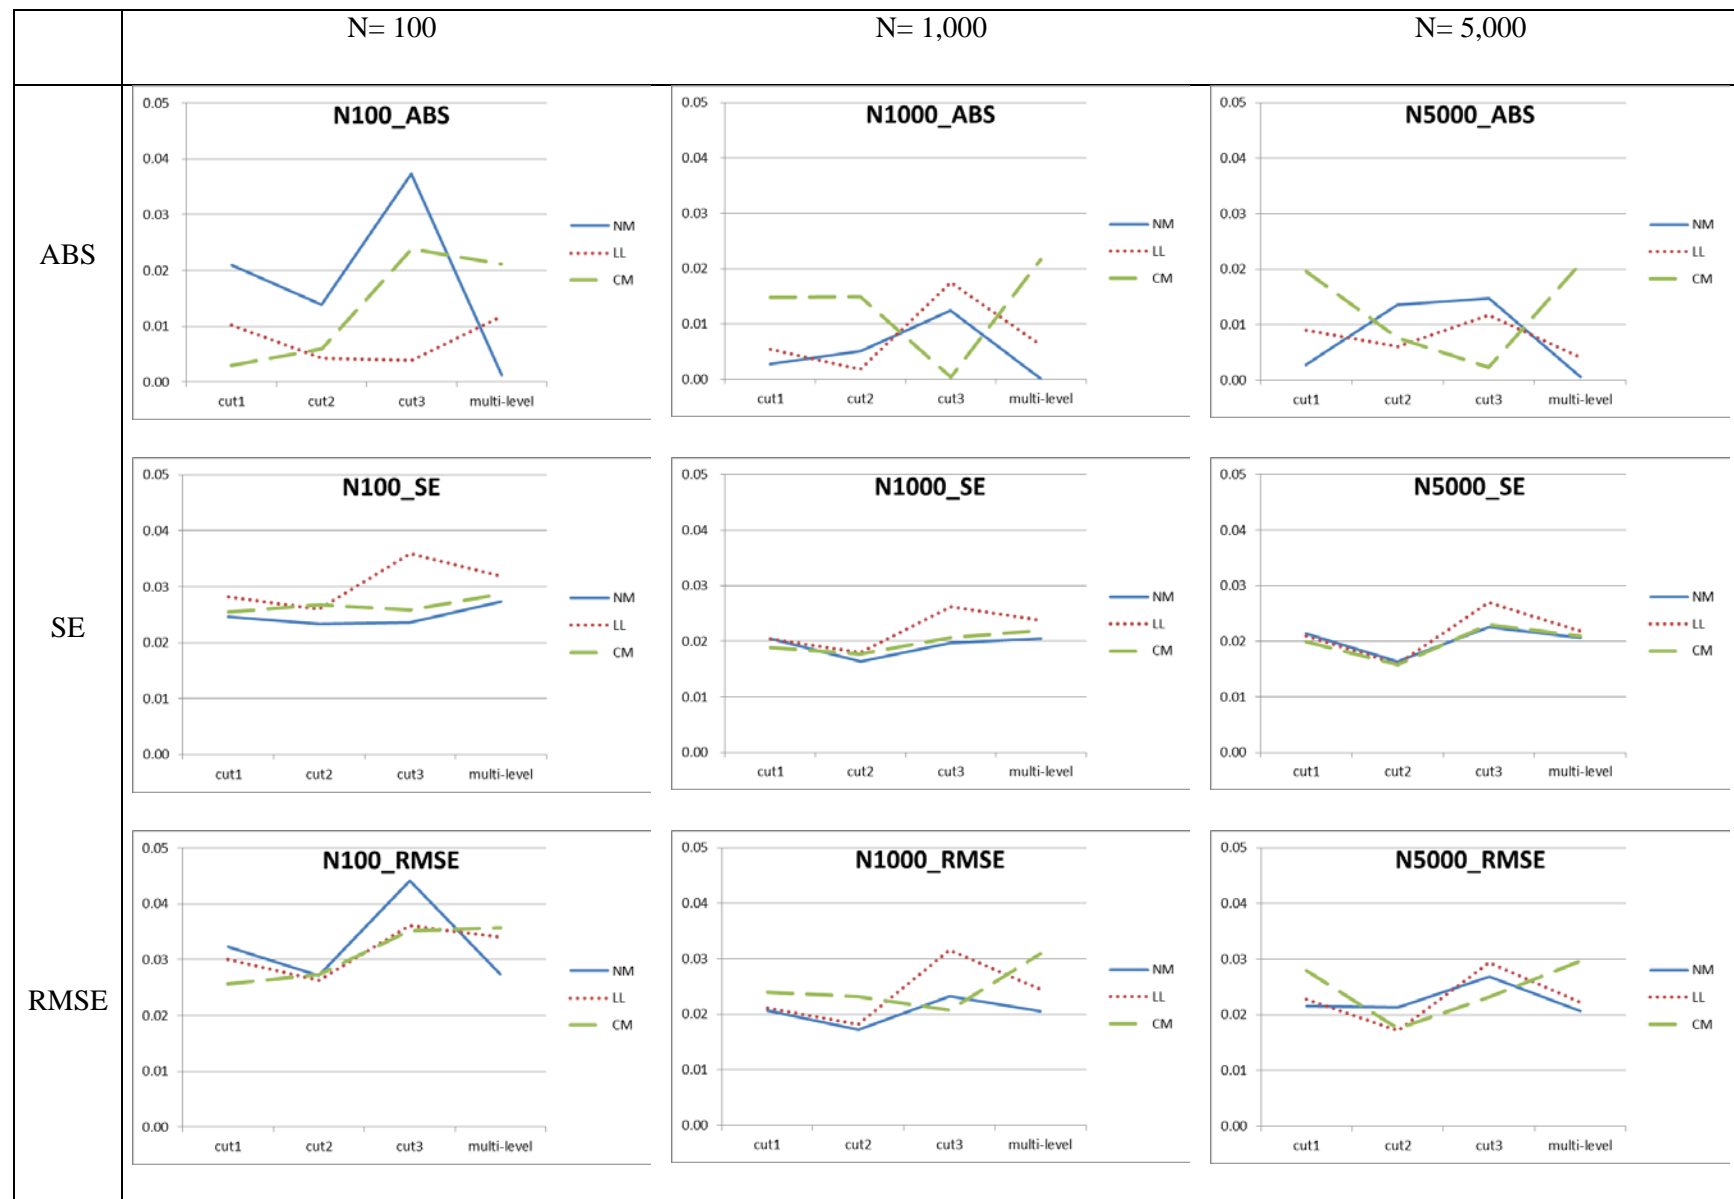 N= 100
N= 1,000
N= 5,000
ABS
N100_ABS
0.05
0.04
0.03
0.02
0.01
0.00
cut1
cut2
cut3
multi-level
NM
LL
CM
N1000_ABS
0.05
0.04
0.03
0.02
0.01
0.00
cut1
cut2
cut3
multi-level
NM
LL
CM
N5000_ABS
0.05
0.04
0.03
0.02
0.01
0.00
cut1
cut2
cut3
multi-level
NM
LL
CM
SE
N100_SE
0.05
0.04
0.03
0.02
0.01
0.00
cut1
cut2
cut3
multi-level
NM
LL
CM
N1000_SE
0.05
0.04
0.03
0.02
0.01
0.00
cut1
cut2
cut3
multi-level
NM
LL
CM
N5000_SE
0.05
0.04
0.03
0.02
0.01
0.00
cut1
cut2
cut3
multi-level
NM
LL
CM
RMSE
N100_RMSE
0.05
0.04
0.03
0.02
0.01
0.00
cut1
cut2
cut3
multi-level
NM
LL
CM
N1000_RMSE
0.05
0.04
0.03
0.02
0.01
0.00
cut1
cut2
cut3
multi-level
NM
LL
CM
N5000_RMSE
0.05
0.04
0.03
0.02
0.01
0.00
cut1
cut2
cut3
multi-level
NM
LL
CM